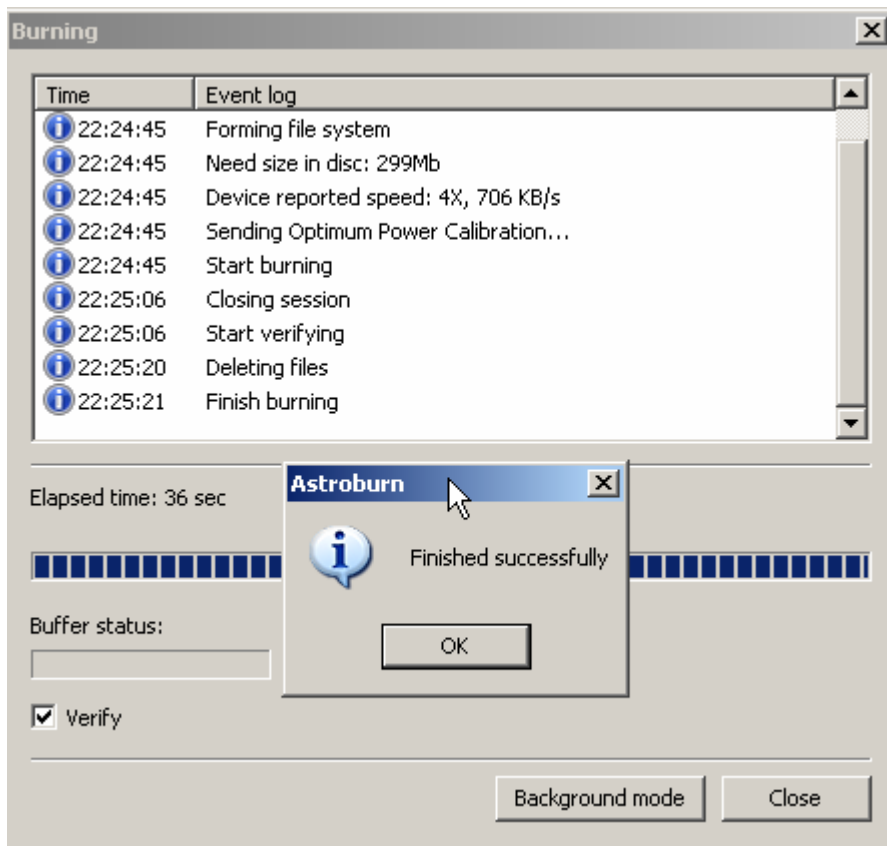 Burning
Time Event log
22:24:45 Forming file system
22:24:45 Need size in disc: 299Mb
22:24:45 Device reported speed: 4X, 706 KB/s
22:24:45 Sending Optimum Power Calibration...
22:24:45 Start burning
22:25:06 Closing session
22:25:06 Start verifying
22:25:20 Deleting files
22:25:21 Finish burning
Elapsed time: 36 sec
Astroburn
Finished successfully
OK
Buffer status:
Verify
Background mode Close